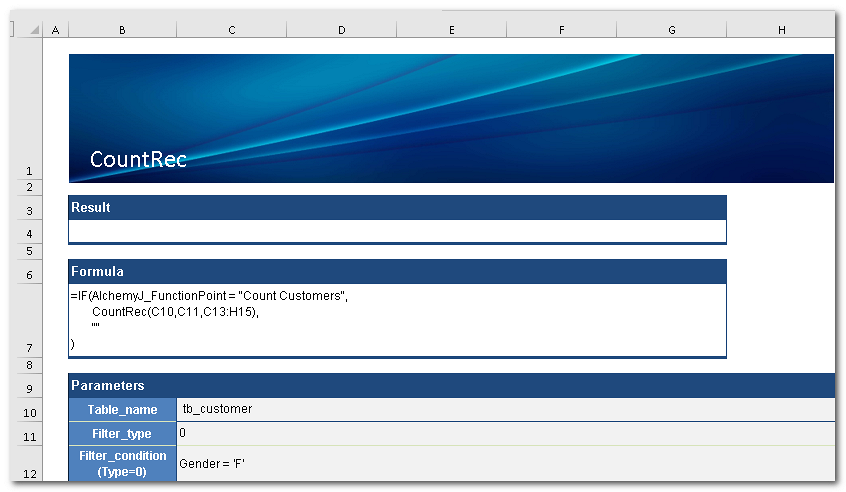 A B C D E F G H
CountRec
1
2
3 Result
4
5
6 Formula
=IF(AlchemyJ_FunctionPoint = "Count Customers",
CountRec(C10,C11,C13:H15),
""
7 )
8
9 Parameters
10 Table_name tb_customer
11 Filter_type 0
Filter_condition
12 (Type=0) Gender = 'F'